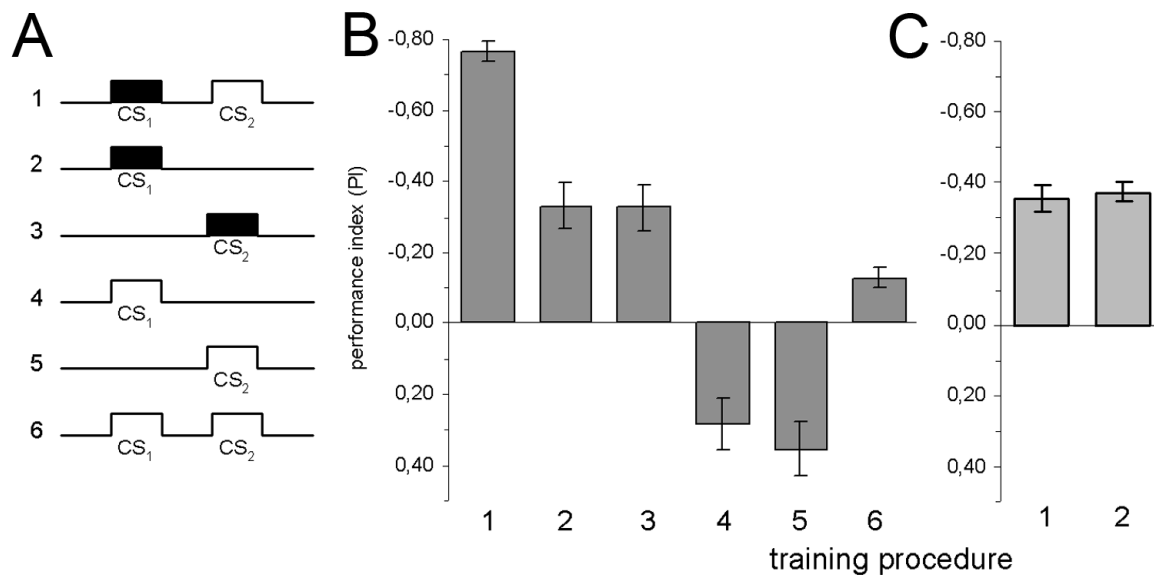 A
1
CS₁ CS₂
2
CS₁
3
CS₂
4
CS₁
5
CS₂
6
CS₁ CS₂
B
performance index (PI)
-0,80
-0,60
-0,40
-0,20
0,00
0,20
0,40
1 2 3 4 5 6
C
-0,80
-0,60
-0,40
-0,20
0,00
0,20
0,40
1 2
training procedure